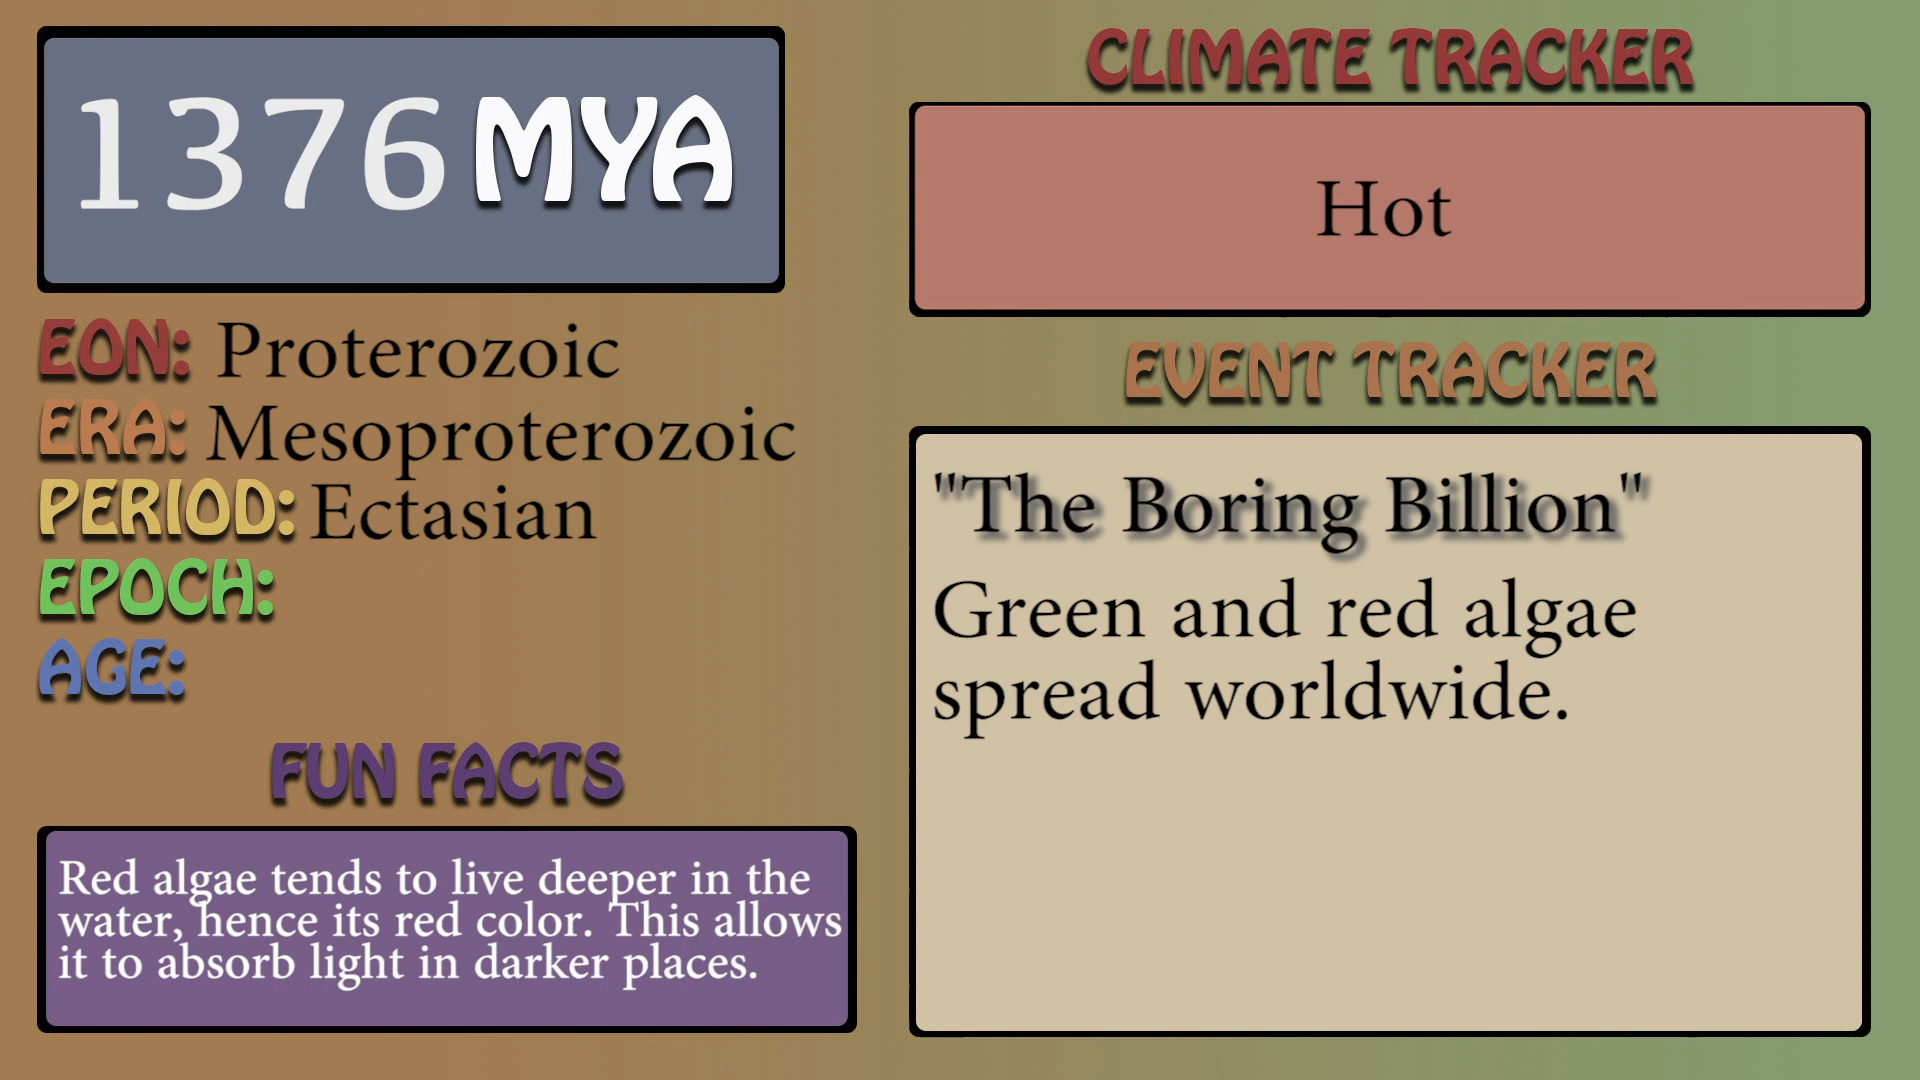 1376 MYA
EON: Proterozoic
ERA: Mesoproterozoic
PERIOD: Ectasian
EPOCH:
AGE:
FUN FACTS
Red algae tends to live deeper in the
water, hence its red color. This allows
it to absorb light in darker places.
CLIMATE TRACKER
Hot
EVENT TRACKER
"The Boring Billion"
Green and red algae
spread worldwide.